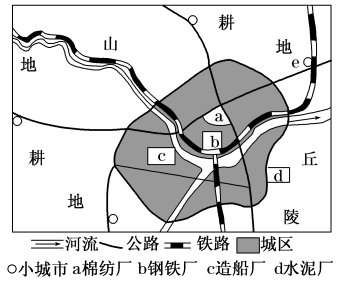 耕
山
地
地
e
a
b
c
d
耕
丘
地
陵
河流 公路 铁路 城区
小城市 a棉纺厂 b钢铁厂 c造船厂 d水泥厂